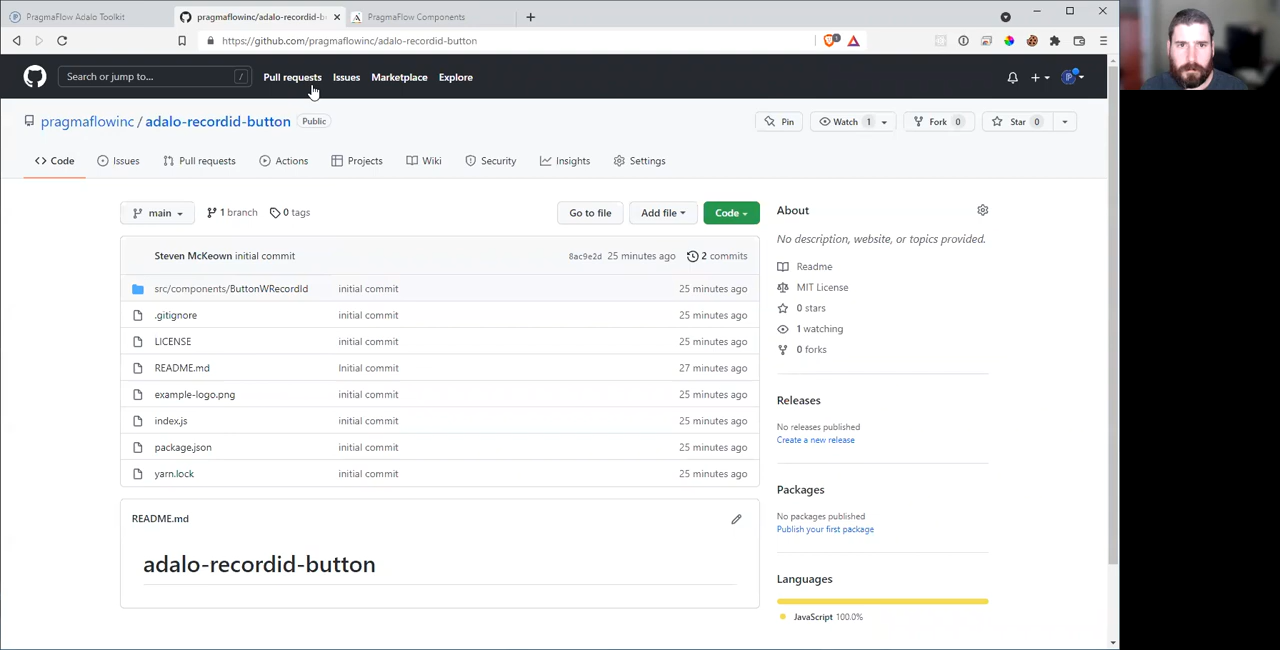 PragmaFlow Adalo Toolkit
pragmaflowinc/adalo-recordid-b
PragmaFlow Components
https://github.com/pragmaflowinc/adalo-recordid-button
1
Search or jump to...
/
Pull requests
Issues
Marketplace
Explore
pragmaflowinc / adalo-recordid-button
Public
Pin
Watch 1
Fork 0
Star 0
Code
Issues
Pull requests
Actions
Projects
Wiki
Security
Insights
Settings
main
1 branch
0 tags
Go to file
Add file
Code
Steven McKeown initial commit 8ac9e2d 25 minutes ago 2 commits
src/components/ButtonWRecordId initial commit 25 minutes ago
.gitignore initial commit 25 minutes ago
LICENSE initial commit 25 minutes ago
README.md Initial commit 27 minutes ago
example-logo.png initial commit 25 minutes ago
index.js initial commit 25 minutes ago
package.json initial commit 25 minutes ago
yarn.lock initial commit 25 minutes ago
README.md
adalo-recordid-button
About
No description, website, or topics provided.
Readme
MIT License
0 stars
1 watching
0 forks
Releases
No releases published
Create a new release
Packages
No packages published
Publish your first package
Languages
JavaScript 100.0%